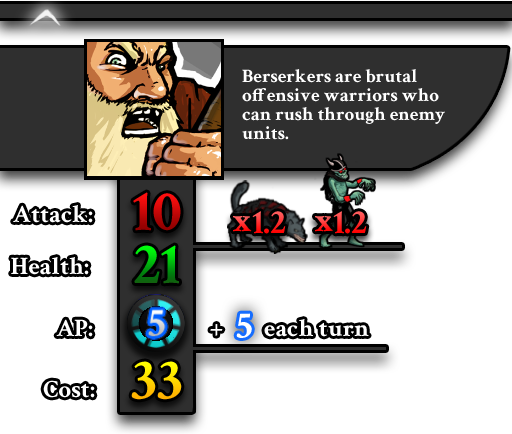 Berserkers are brutal
offensive warriors who
can rush through enemy
units.
Attack: 10 x1.2 x1.2
Health: 21
AP: 5 + 5 each turn
Cost: 33